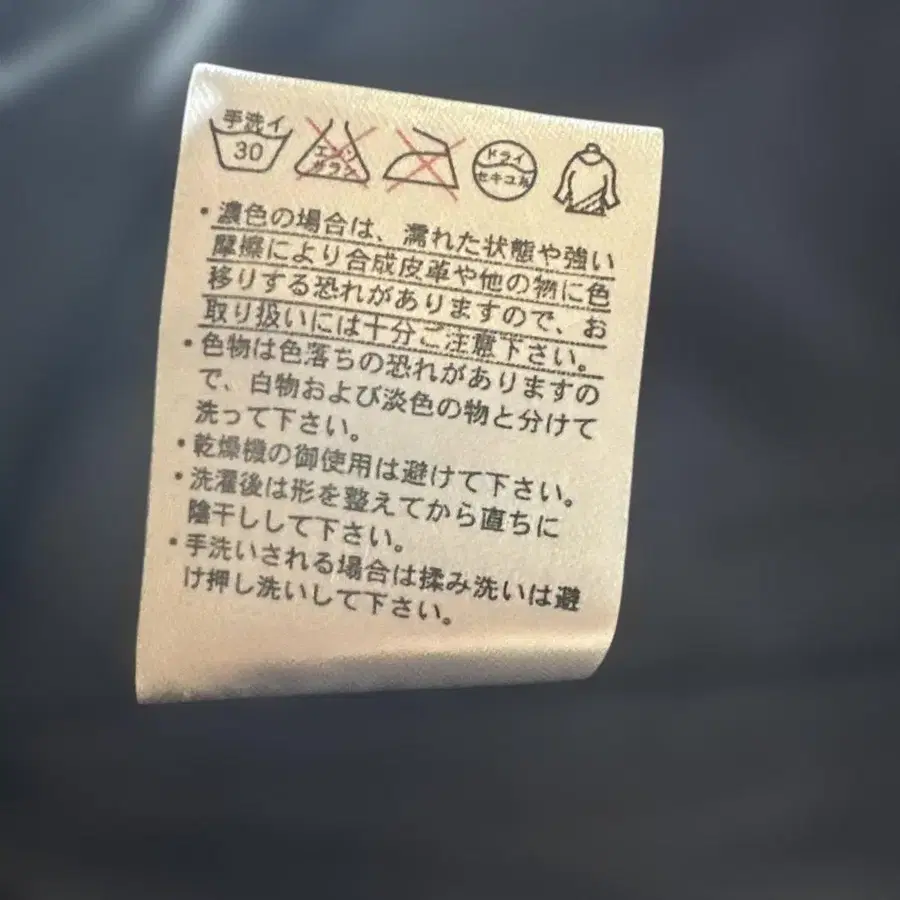 手洗イ
30
エンソ
サラシ
ドライ
セキユ系
・濃色の場合は、濡れた状態や強い
摩擦により合成皮革や他の物に色
移りする恐れがありますので、お
取り扱いには十分ご注意下さい。
・色物は色落ちの恐れがありますの
で、白物および淡色の物と分けて
洗って下さい。
・乾燥機の御使用は避けて下さい。
・洗濯後は形を整えてから直ちに
陰干しして下さい。
・手洗いされる場合は揉み洗いは避
け押し洗いして下さい。